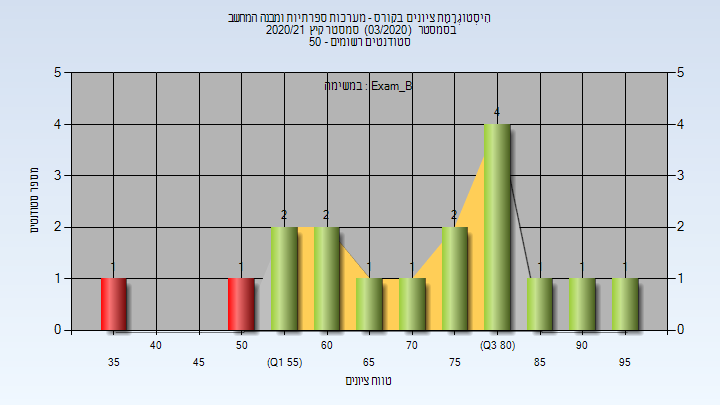 היסטוגרמת ציונים בקורס - מערכות ספרתיות ומבנה המחשב
בסמסטר (03/2020) סמסטר קיץ 2020/21
סטודנטים רשומים - 50
במשימה : Exam_B
5 5
4 4
3 3
2 2
1 1
0 0
מספר סטודנטים
1 1 2 2 1 1 2 4 1 1 1
40 50 60 70 (Q3 80) 90
35 45 (Q1 55) 65 75 85 95
טווח ציונים